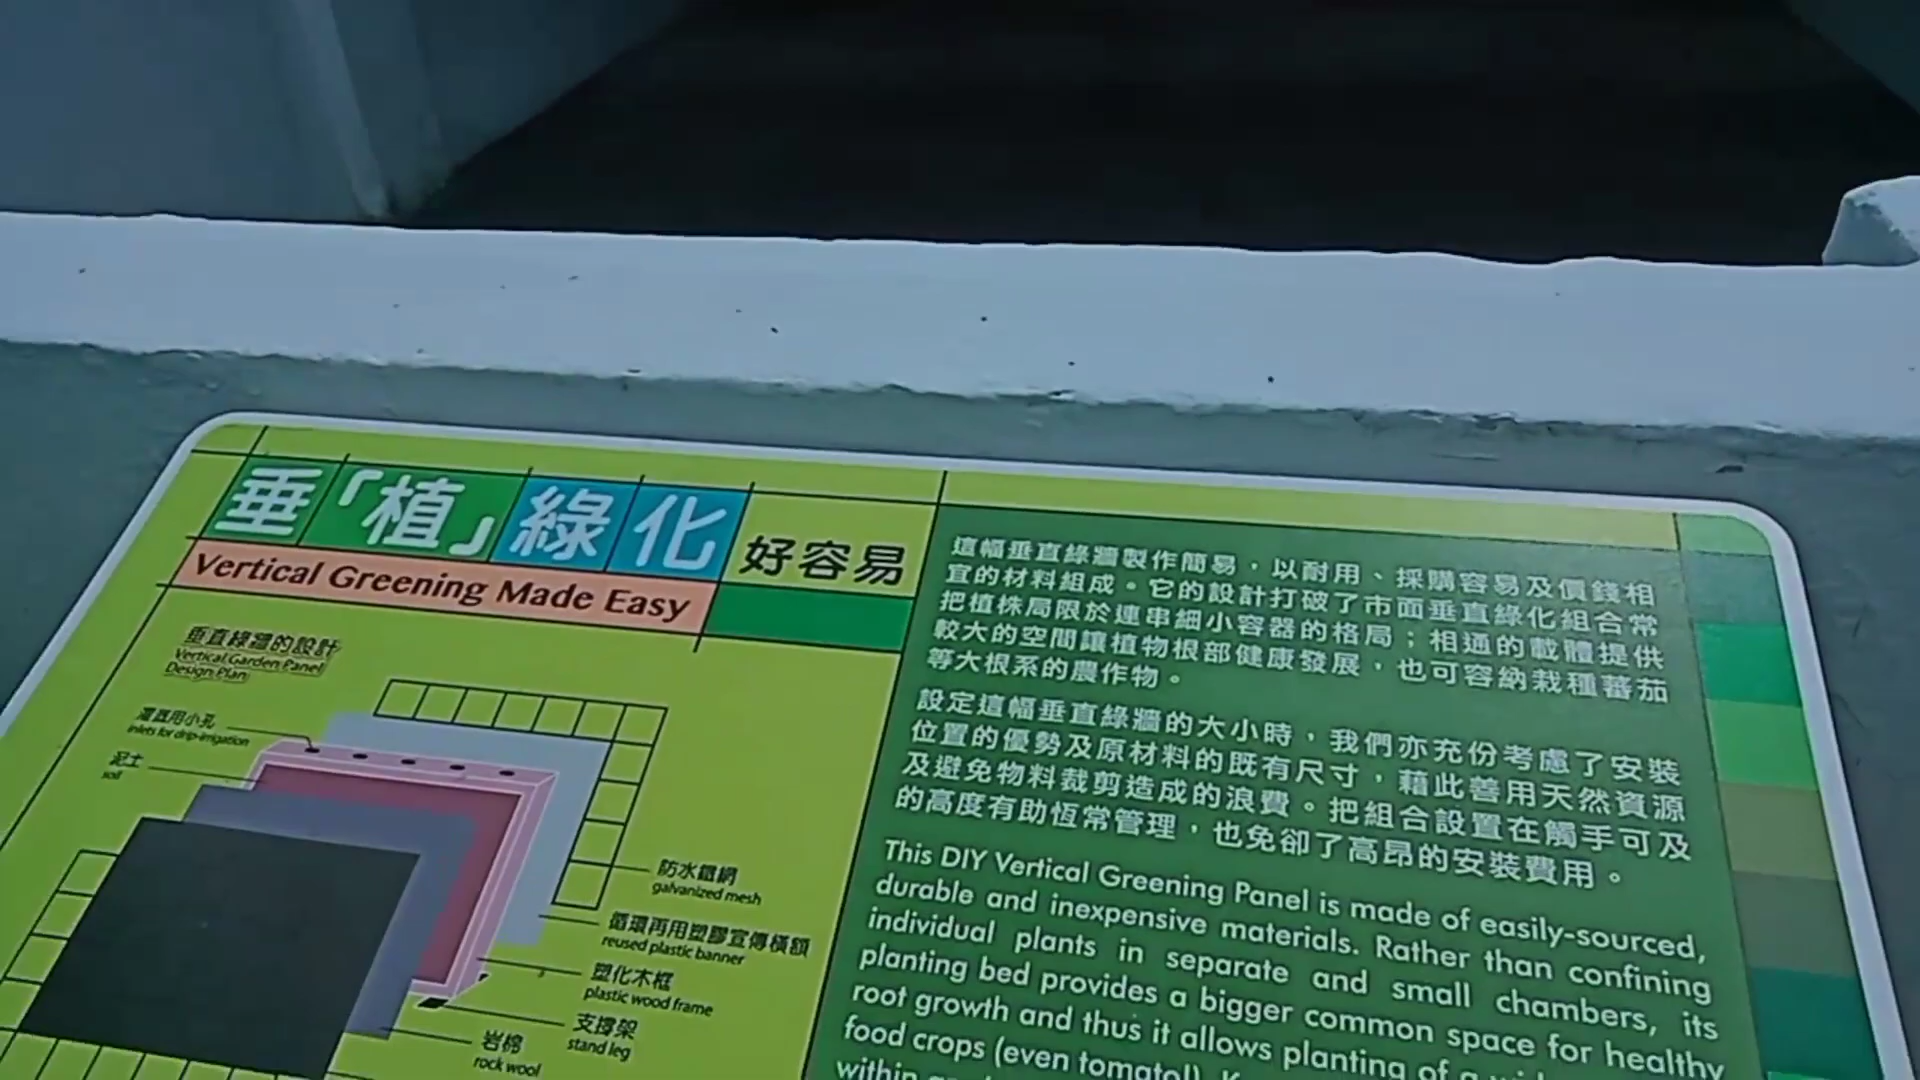 垂「植」綠化好容易
Vertical Greening Made Easy
垂直綠牆的設計
Vertical Garden Panel
Design Plan
灌溉用小孔
inlets for drip-irrigation
泥土
soil
防水鐵網
galvanized mesh
循環再用塑膠宣傳橫額
reused plastic banner
塑化木框
plastic wood frame
支撐架
stand leg
岩棉
rock wool
這幅垂直綠牆製作簡易，以耐用、採購容易及價錢相
宜的材料組成。它的設計打破了市面垂直綠化組合常
把植株局限於連串細小容器的格局；相通的載體提供
較大的空間讓植物根部健康發展，也可容納栽種蕃茄
等大根系的農作物。
設定這幅垂直綠牆的大小時，我們亦充份考慮了安裝
位置的優勢及原材料的既有尺寸，藉此善用天然資源
及避免物料裁剪造成的浪費。把組合設置在觸手可及
的高度有助恆常管理，也免卻了高昂的安裝費用。
This DIY Vertical Greening Panel is made of easily-sourced,
durable and inexpensive materials. Rather than confining
individual plants in separate and small chambers, its
planting bed provides a bigger common space for healthy
root growth and thus it allows planting of a
food crops (even tomato!).
within